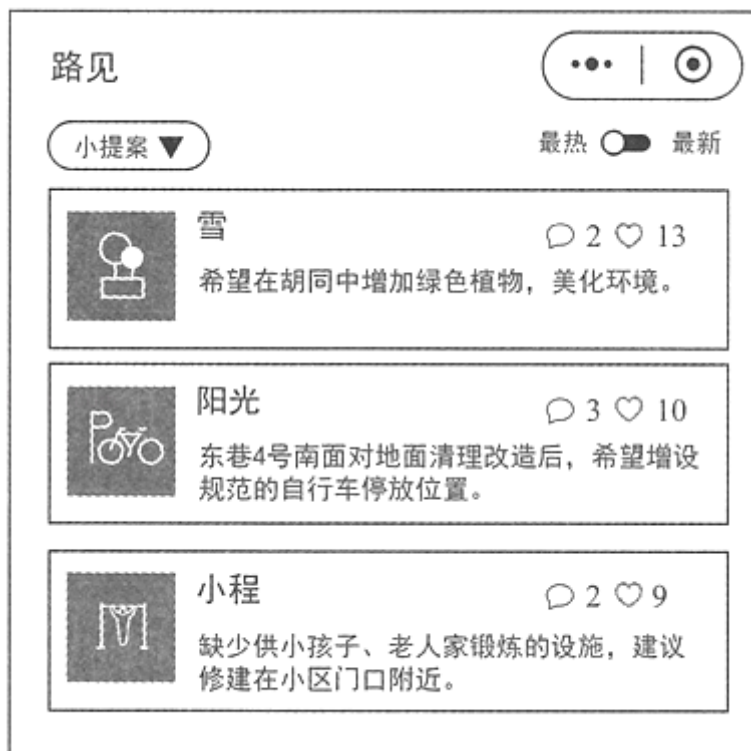 路见
小提案 ▼
最热 最新
雪
2 13
希望在胡同中增加绿色植物，美化环境。
阳光
3 10
东巷4号南面对地面清理改造后，希望增设
规范的自行车停放位置。
小程
2 9
缺少供小孩子、老人家锻炼的设施，建议
修建在小区门口附近。